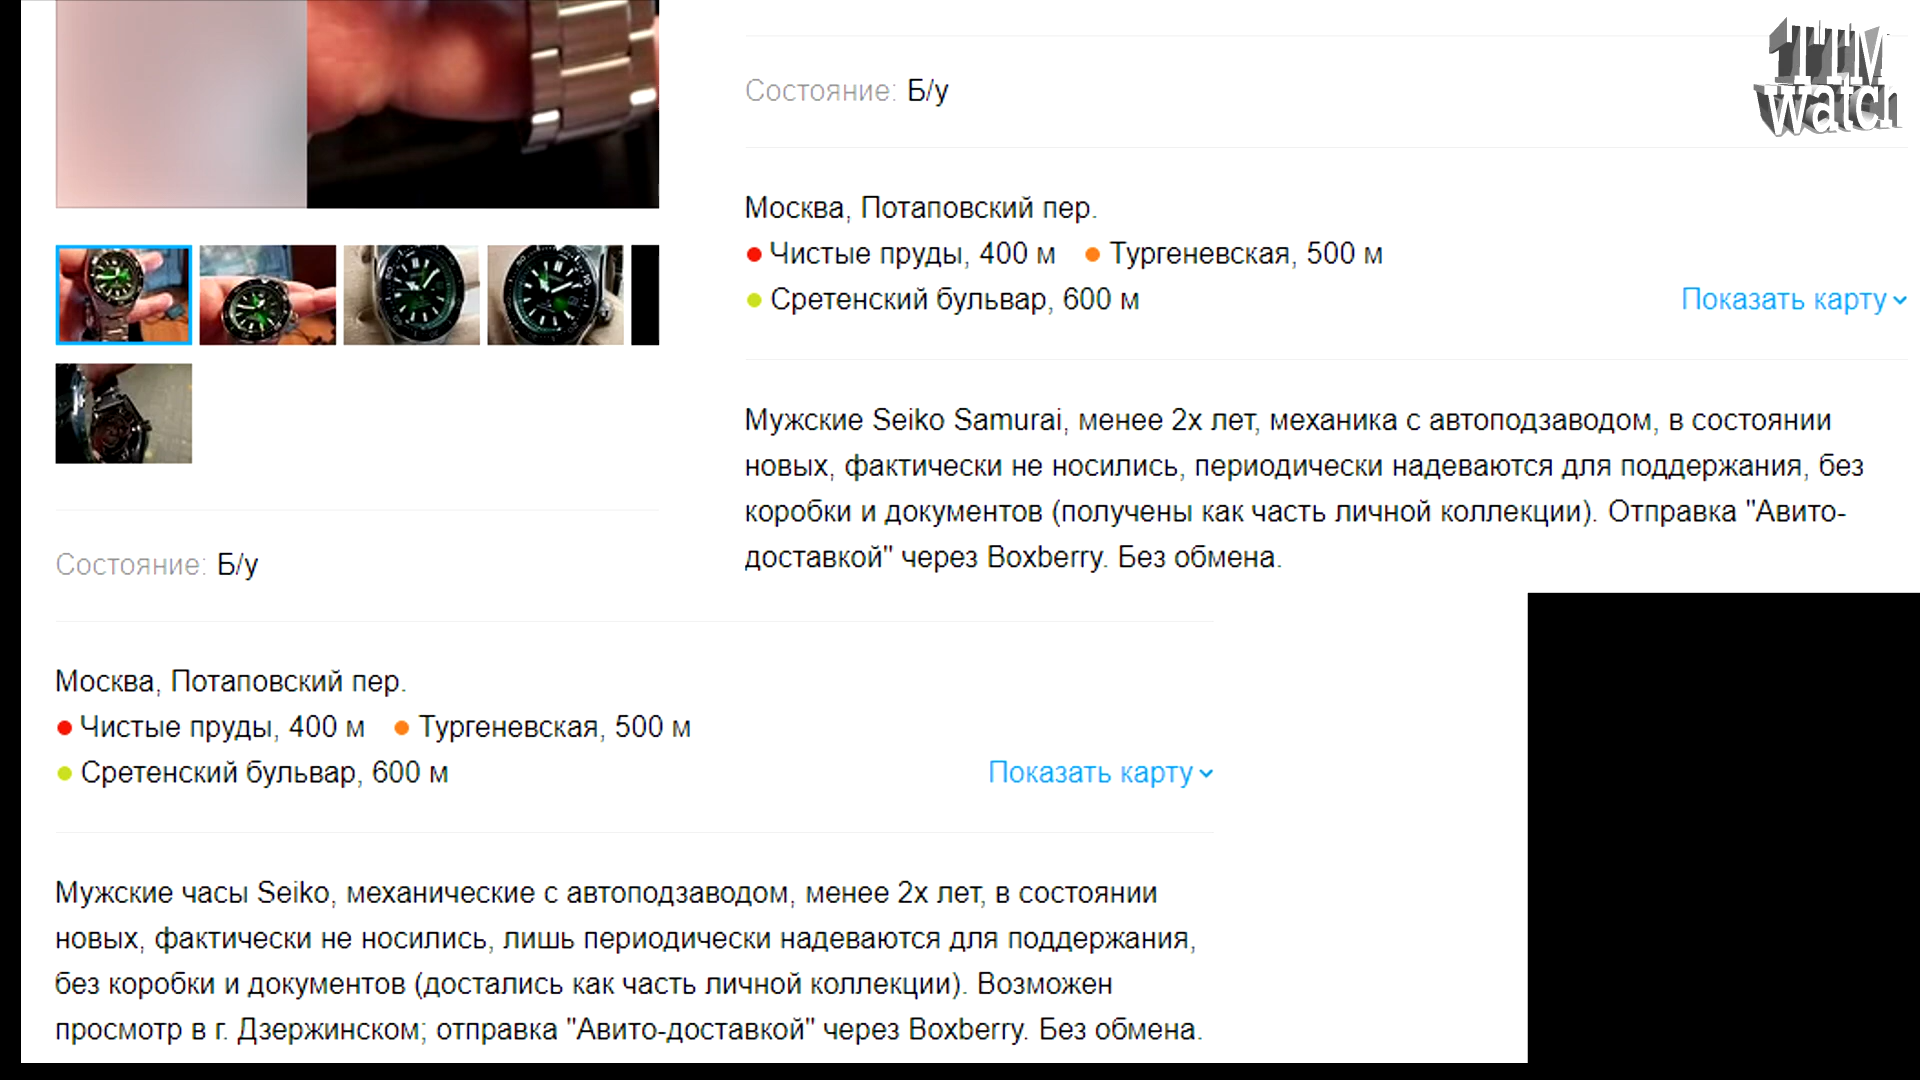 1TTM
watch
Состояние: Б/у
Москва, Потаповский пер.
Чистые пруды, 400 м Тургеневская, 500 м
Сретенский бульвар, 600 м Показать карту
Мужские Seiko Samurai, менее 2х лет, механика с автоподзаводом, в состоянии
новых, фактически не носились, периодически надеваются для поддержания, без
коробки и документов (получены как часть личной коллекции). Отправка "Авито-
доставкой" через Boxberry. Без обмена.
Состояние: Б/у
Москва, Потаповский пер.
Чистые пруды, 400 м Тургеневская, 500 м
Сретенский бульвар, 600 м Показать карту
Мужские часы Seiko, механические с автоподзаводом, менее 2х лет, в состоянии
новых, фактически не носились, лишь периодически надеваются для поддержания,
без коробки и документов (достались как часть личной коллекции). Возможен
просмотр в г. Дзержинском; отправка "Авито-доставкой" через Boxberry. Без обмена.